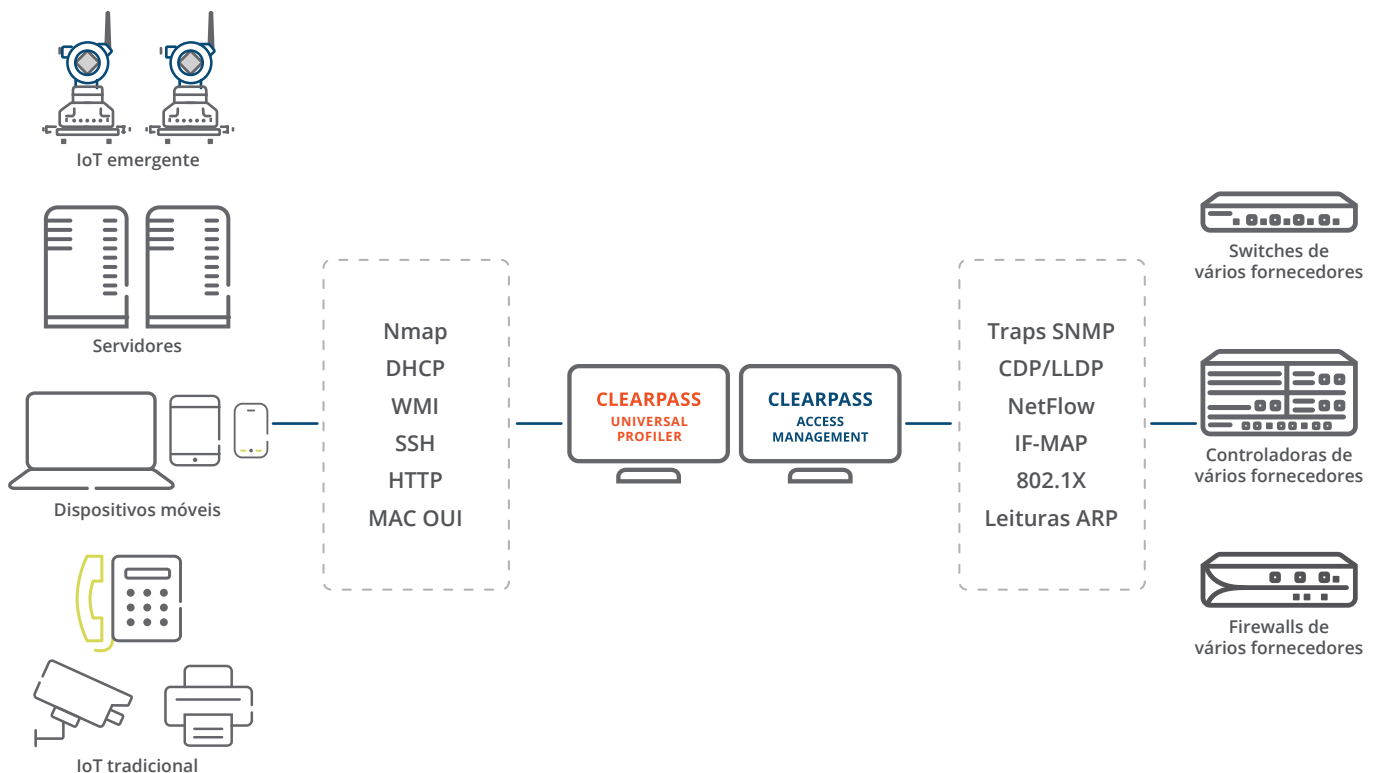 IoT emergente
Servidores
Dispositivos móveis
IoT tradicional
Nmap
DHCP
WMI
SSH
HTTP
MAC OUI
CLEARPASS
UNIVERSAL
PROFILER
CLEARPASS
ACCESS
MANAGEMENT
Traps SNMP
CDP/LLDP
NetFlow
IF-MAP
802.1X
Leituras ARP
Switches de
vários fornecedores
Controladoras de
vários fornecedores
Firewalls de
vários fornecedores